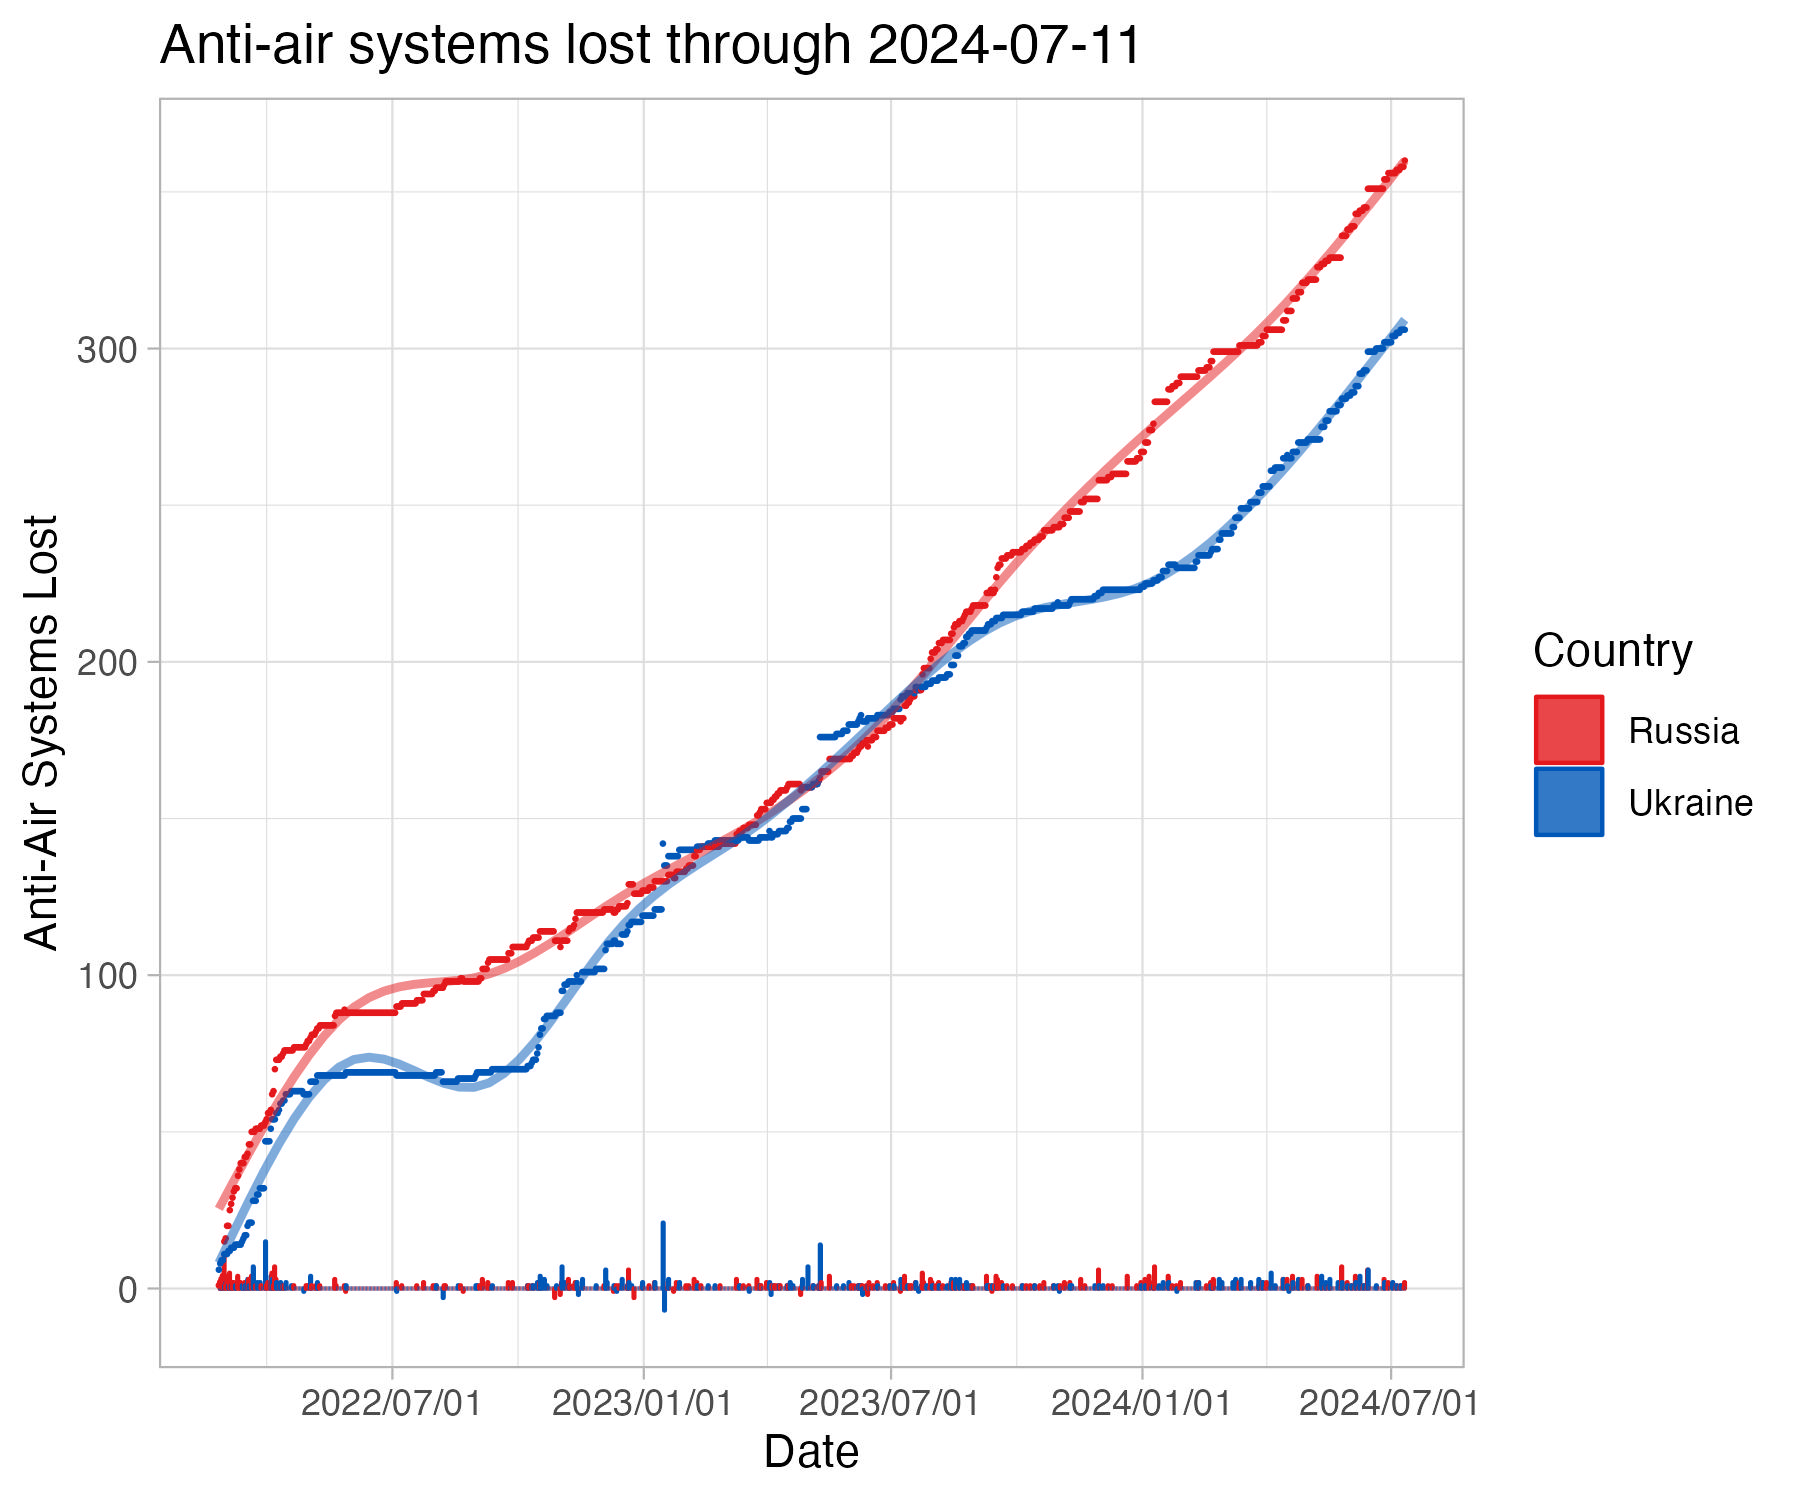 Anti-air systems lost through 2024-07-11
Anti-Air Systems Lost
300
200
100
0
2022/07/01
2023/01/01
2023/07/01
2024/01/01
2024/07/01
Date
Country
Russia
Ukraine